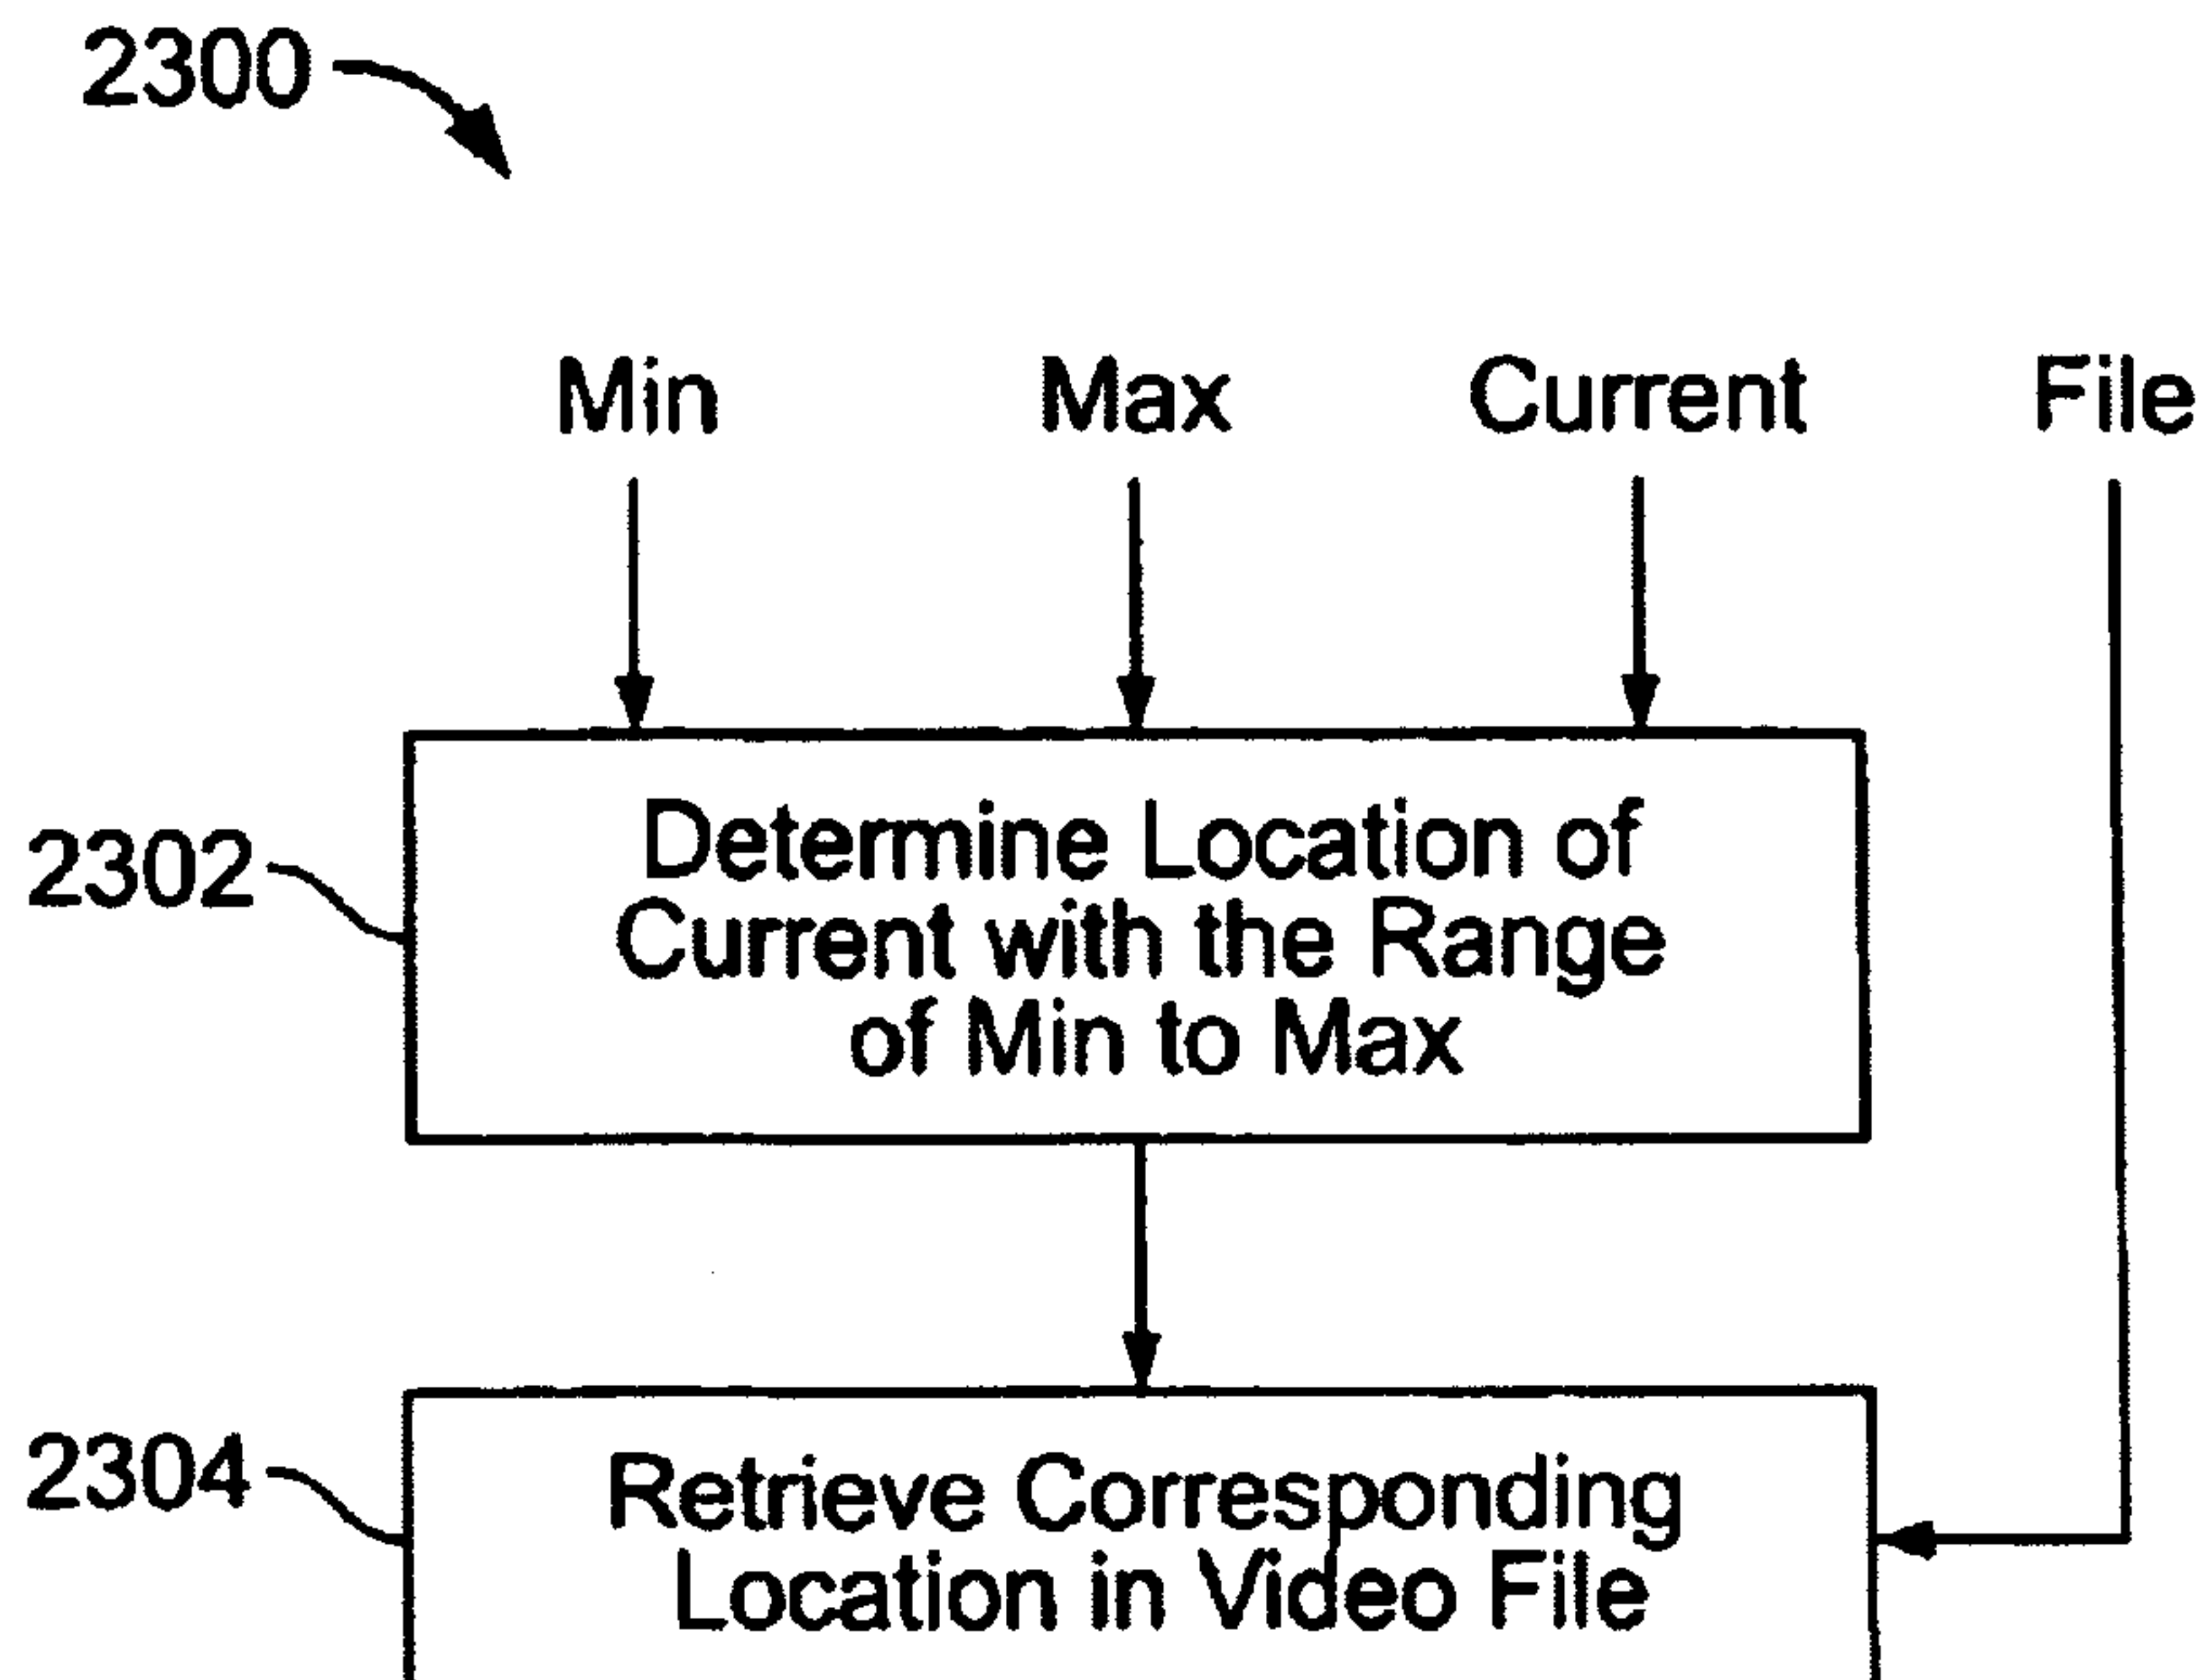 2300
Min Max Current File
2302
Determine Location of
Current with the Range
of Min to Max
2304
Retrieve Corresponding
Location in Video File